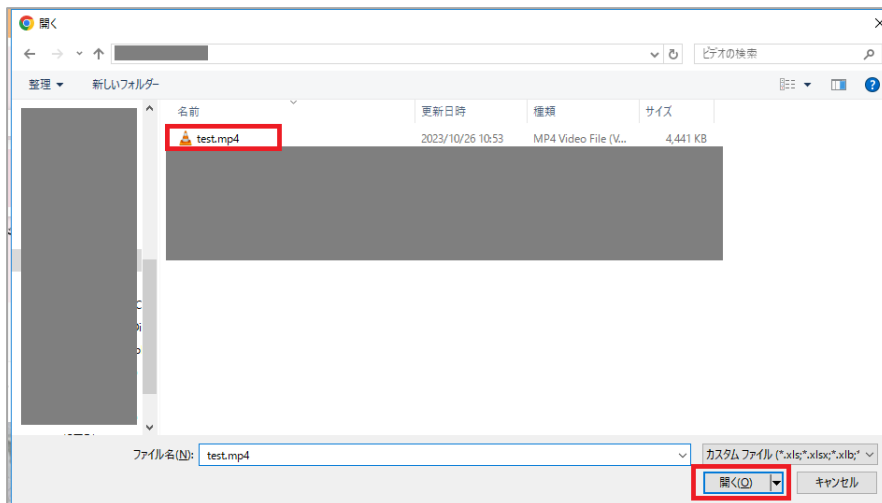 開く
ビデオの検索
整理 新しいフォルダー
名前 更新日時 種類 サイズ
test.mp4 2023/10/26 10:53 MP4 Video File (V... 4,441 KB
ファイル名(N): test.mp4 カスタム ファイル (*.xls;*.xlsx;*.xlb;*
開く(O) キャンセル